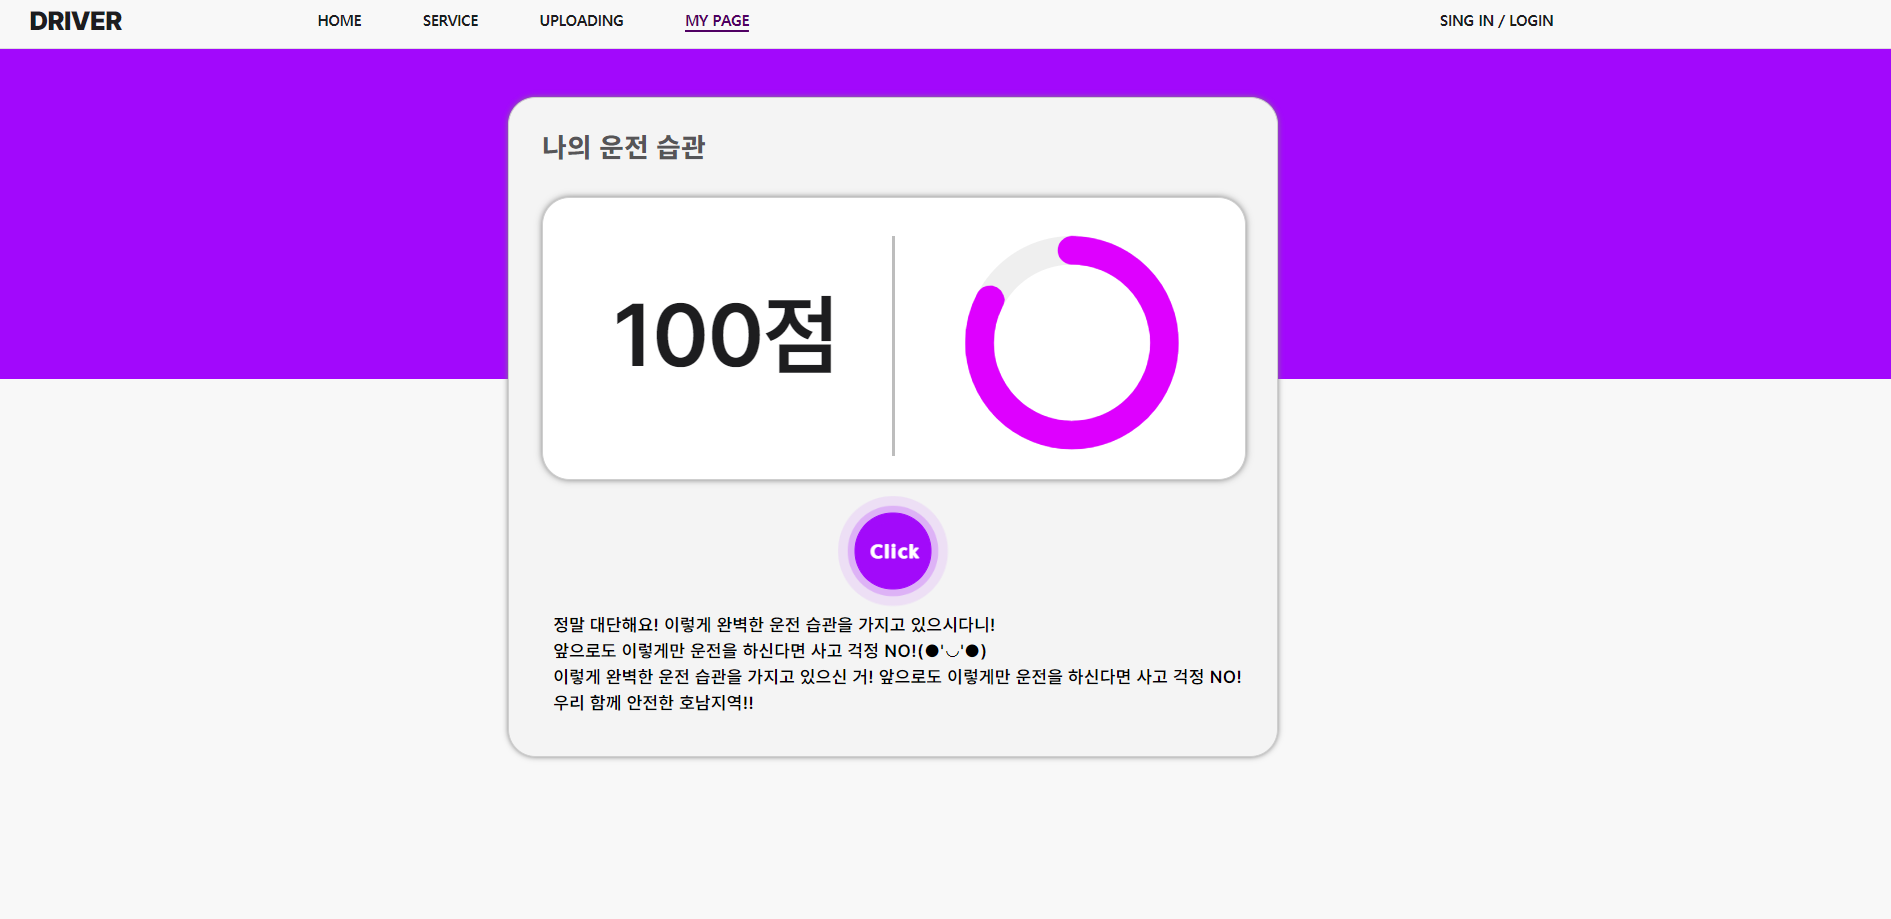 DRIVER
HOME
SERVICE
UPLOADING
MY PAGE
SING IN / LOGIN
나의 운전 습관
100점
Click
정말 대단해요! 이렇게 완벽한 운전 습관을 가지고 있으시다니!
앞으로도 이렇게만 운전을 하신다면 사고 걱정 NO!(●'◡'●)
이렇게 완벽한 운전 습관을 가지고 있으신 거! 앞으로도 이렇게만 운전을 하신다면 사고 걱정 NO!
우리 함께 안전한 호남지역!!